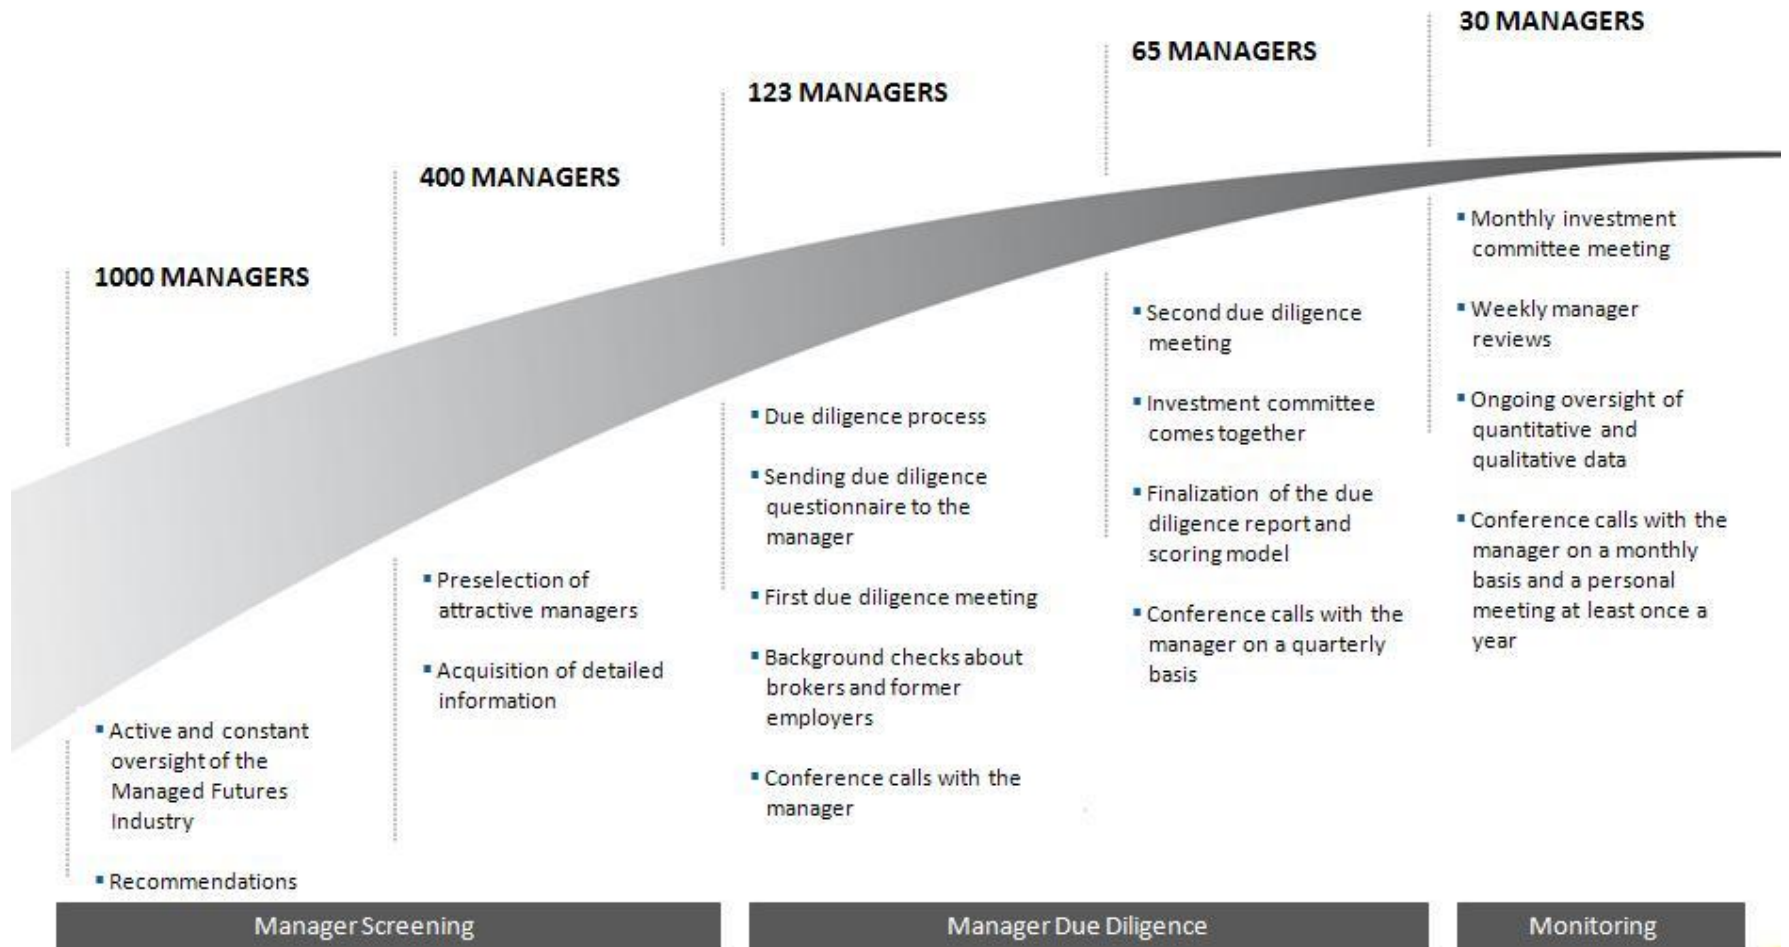 1000 MANAGERS
▪ Active and constant
oversight of the
Managed Futures
Industry
▪ Recommendations
400 MANAGERS
▪ Preselection of
attractive managers
▪ Acquisition of detailed
information
123 MANAGERS
▪ Due diligence process
▪ Sending due diligence
questionnaire to the
manager
▪ First due diligence meeting
▪ Background checks about
brokers and former
employers
▪ Conference calls with the
manager
65 MANAGERS
▪ Second due diligence
meeting
▪ Investment committee
comes together
▪ Finalization of the due
diligence report and
scoring model
▪ Conference calls with the
manager on a quarterly
basis
30 MANAGERS
▪ Monthly investment
committee meeting
▪ Weekly manager
reviews
▪ Ongoing oversight of
quantitative and
qualitative data
▪ Conference calls with the
manager on a monthly
basis and a personal
meeting at least once a
year
Manager Screening
Manager Due Diligence
Monitoring